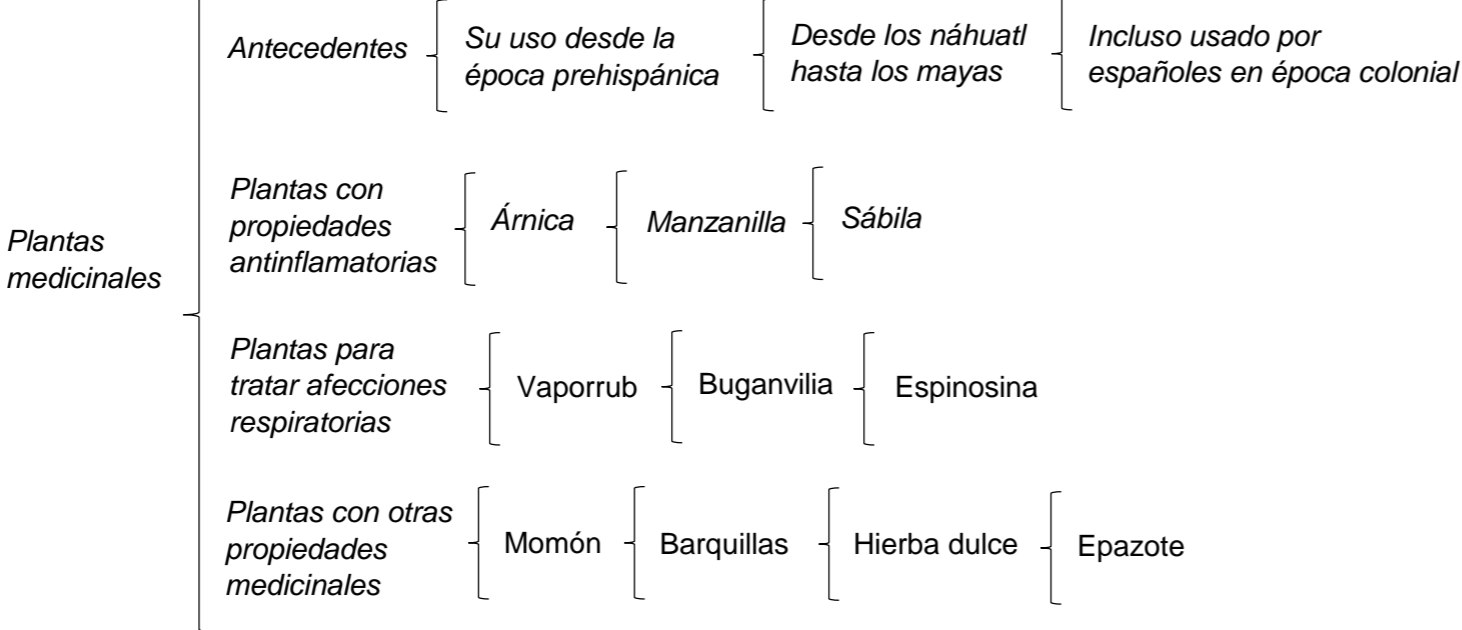 Plantas
medicinales
Antecedentes
Su uso desde la
época prehispánica
Desde los náhuatl
hasta los mayas
Incluso usado por
españoles en época colonial
Plantas con
propiedades
antinflamatorias
Árnica
Manzanilla
Sábila
Plantas para
tratar afecciones
respiratorias
Vaporrub
Buganvilia
Espinosina
Plantas con otras
propiedades
medicinales
Momón
Barquillas
Hierba dulce
Epazote